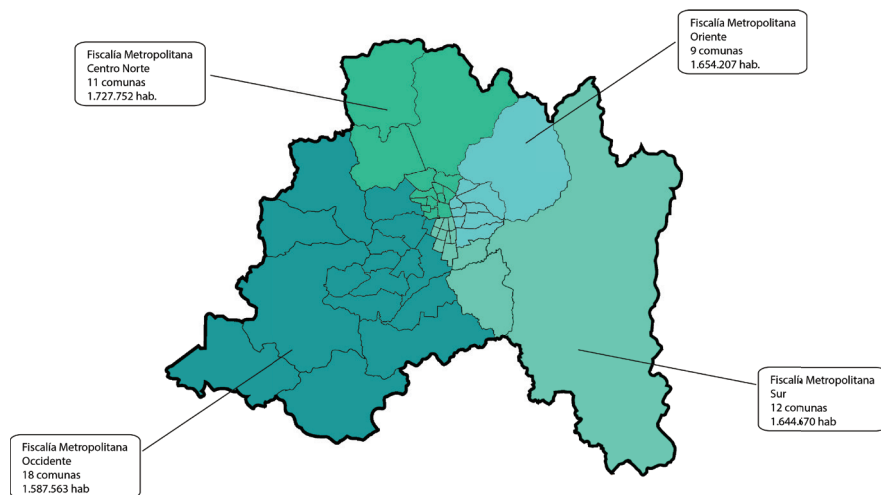 Fiscalía Metropolitana
Centro Norte
11 comunas
1.727.752 hab.
Fiscalía Metropolitana
Oriente
9 comunas
1.654.207 hab.
Fiscalía Metropolitana
Sur
12 comunas
1.644.670 hab
Fiscalía Metropolitana
Occidente
18 comunas
1.587.563 hab